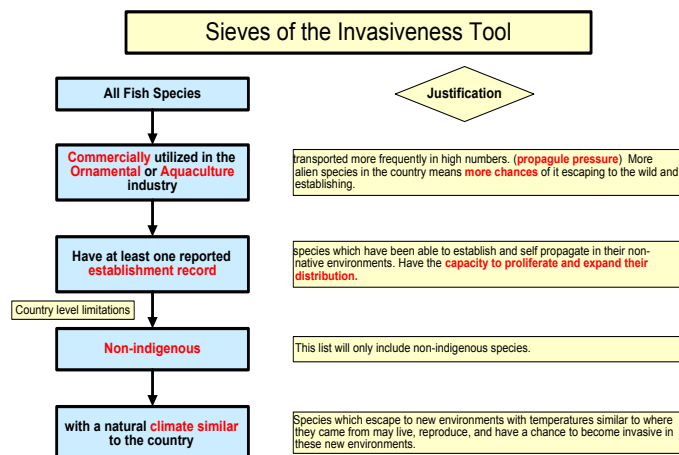 Sieves of the Invasiveness Tool
All Fish Species
Justification
Commercially utilized in the
Ornamental or Aquaculture
industry
transported more frequently in high numbers. (propagule pressure)  More
alien species in the country means more chances of it escaping to the wild and
establishing.
Have at least one reported
establishment record
species which have been able to establish and self propagate in their non-
native environments. Have the capacity to proliferate and expand their
distribution.
Country level limitations
Non-indigenous
This list will only include non-indigenous species.
with a natural climate similar
to the country
Species which escape to new environments with temperatures similar to where
they came from may live, reproduce, and have a chance to become invasive in
these new environments.